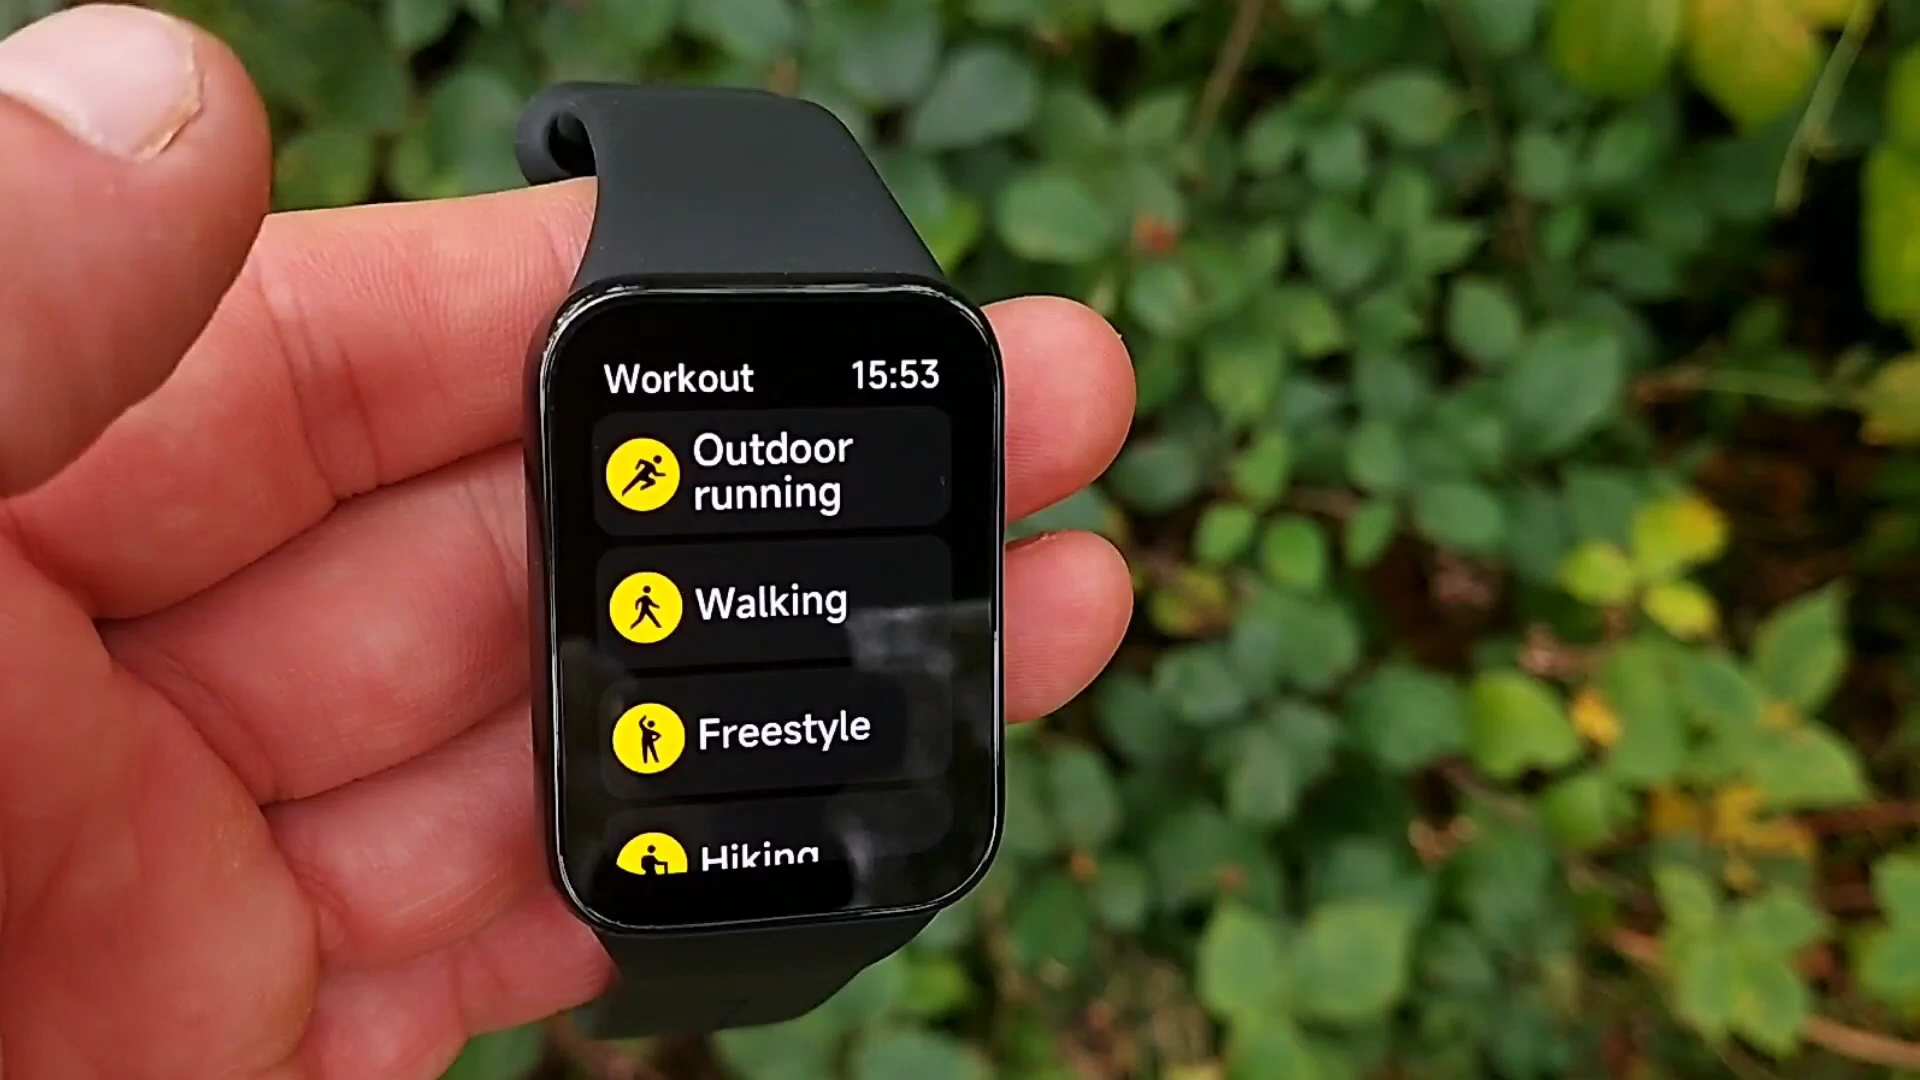 Workout 15:53
Outdoor
running
Walking
Freestyle
Hiking